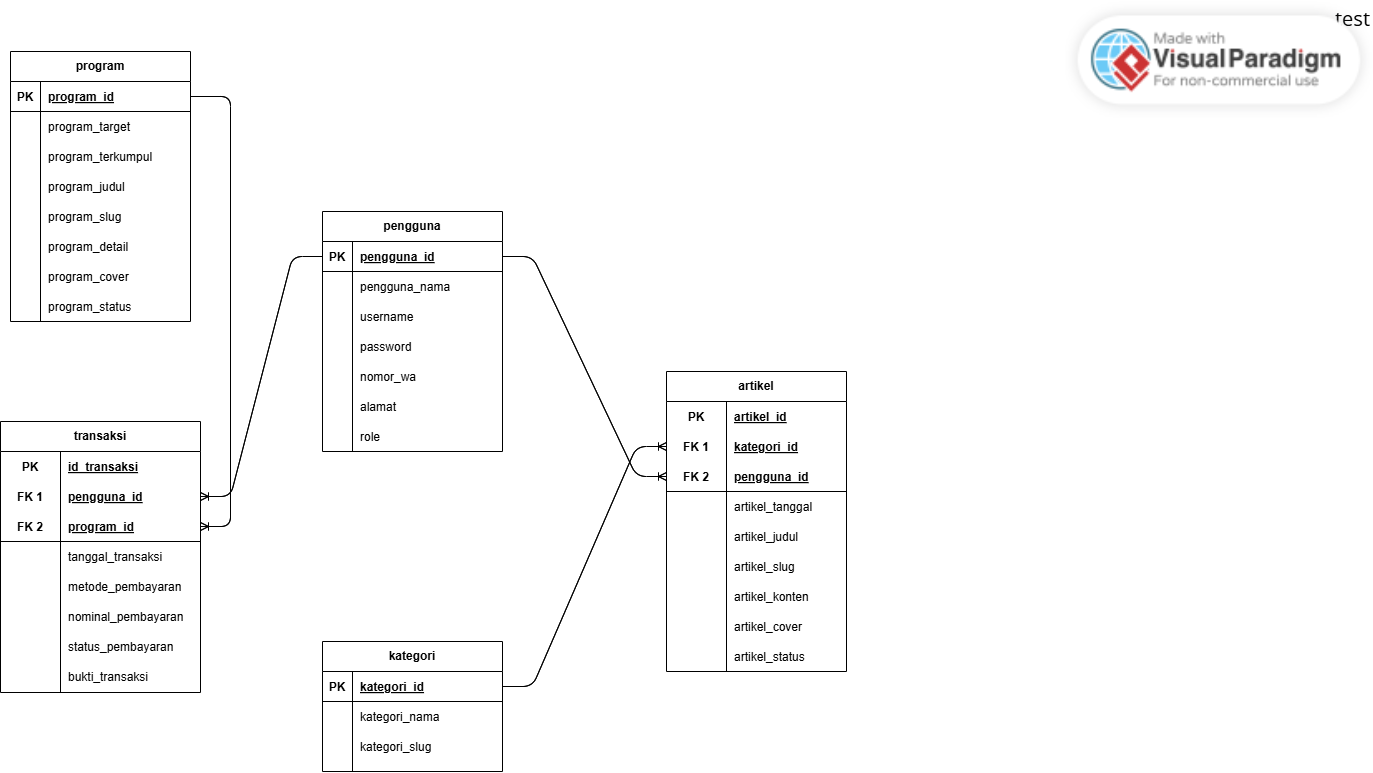 test
Made with
Visual Paradigm
For non-commercial use
program
PK program_id
program_target
program_terkumpul
program_judul
program_slug
program_detail
program_cover
program_status
pengguna
PK pengguna_id
pengguna_nama
username
password
nomor_wa
alamat
role
transaksi
PK id_transaksi
FK 1 pengguna_id
FK 2 program_id
tanggal_transaksi
metode_pembayaran
nominal_pembayaran
status_pembayaran
bukti_transaksi
artikel
PK artikel_id
FK 1 kategori_id
FK 2 pengguna_id
artikel_tanggal
artikel_judul
artikel_slug
artikel_konten
artikel_cover
artikel_status
kategori
PK kategori_id
kategori_nama
kategori_slug